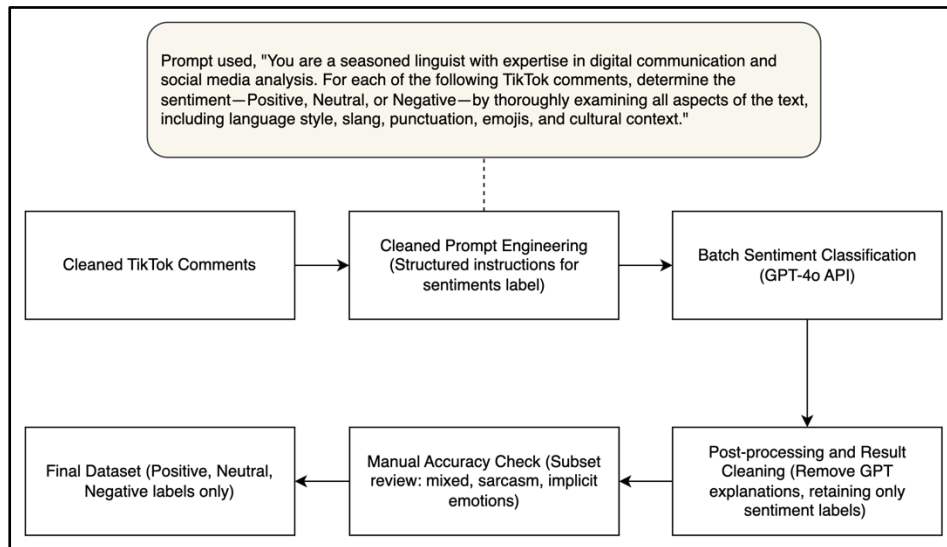 Prompt used, "You are a seasoned linguist with expertise in digital communication and
social media analysis. For each of the following TikTok comments, determine the
sentiment—Positive, Neutral, or Negative—by thoroughly examining all aspects of the text,
including language style, slang, punctuation, emojis, and cultural context."
Cleaned TikTok Comments
Cleaned Prompt Engineering
(Structured instructions for
sentiments label)
Batch Sentiment Classification
(GPT-4o API)
Post-processing and Result
Cleaning (Remove GPT
explanations, retaining only
sentiment labels)
Manual Accuracy Check (Subset
review: mixed, sarcasm, implicit
emotions)
Final Dataset (Positive, Neutral,
Negative labels only)